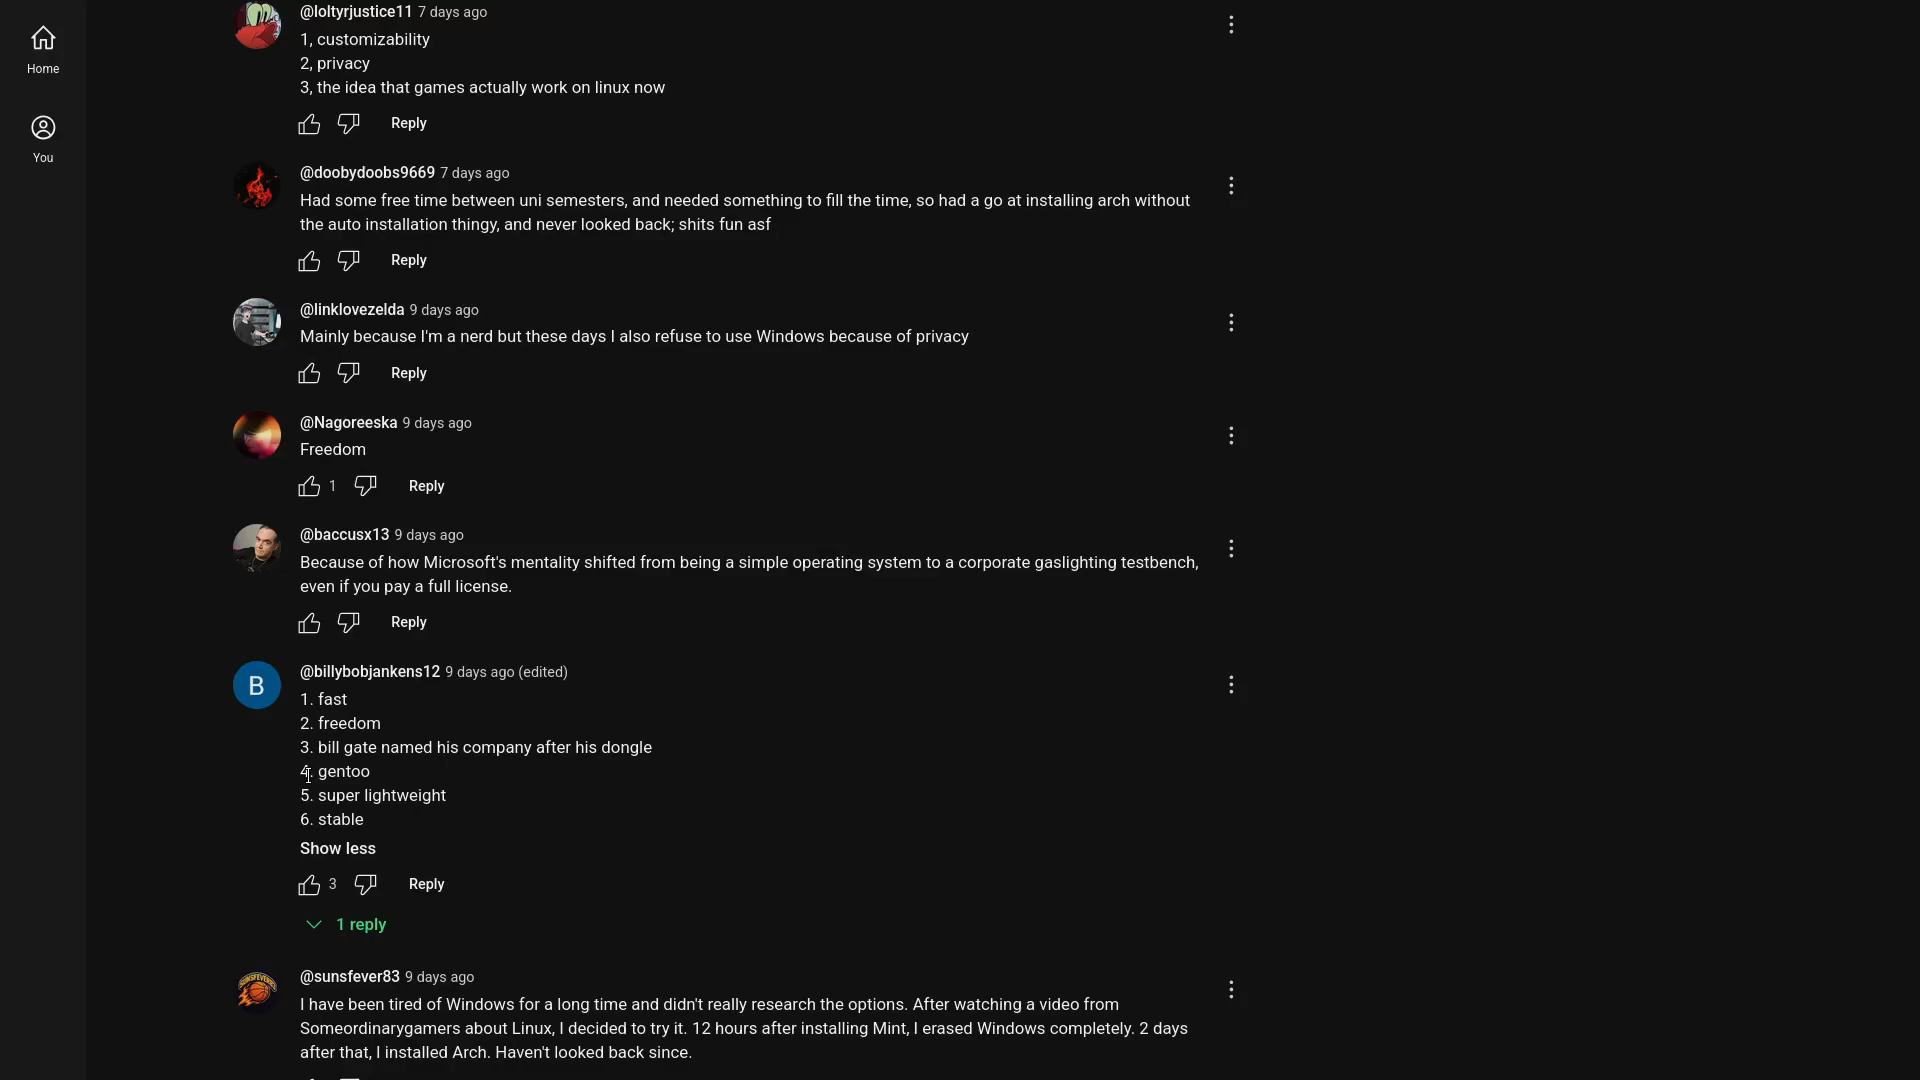 Home
You
@loltyrjustice11 7 days ago
1, customizability
2, privacy
3, the idea that games actually work on linux now
Reply
@doobydoobs9669 7 days ago
Had some free time between uni semesters, and needed something to fill the time, so had a go at installing arch without
the auto installation thingy, and never looked back; shits fun asf
Reply
@linklovezelda 9 days ago
Mainly because I'm a nerd but these days I also refuse to use Windows because of privacy
Reply
@Nagoreeska 9 days ago
Freedom
1 Reply
@baccusx13 9 days ago
Because of how Microsoft's mentality shifted from being a simple operating system to a corporate gaslighting testbench,
even if you pay a full license.
Reply
B
@billybobjankens12 9 days ago (edited)
1. fast
2. freedom
3. bill gate named his company after his dongle
4. gentoo
5. super lightweight
6. stable
Show less
3 Reply
1 reply
@sunsfever83 9 days ago
I have been tired of Windows for a long time and didn't really research the options. After watching a video from
Someordinarygamers about Linux, I decided to try it. 12 hours after installing Mint, I erased Windows completely. 2 days
after that, I installed Arch. Haven't looked back since.